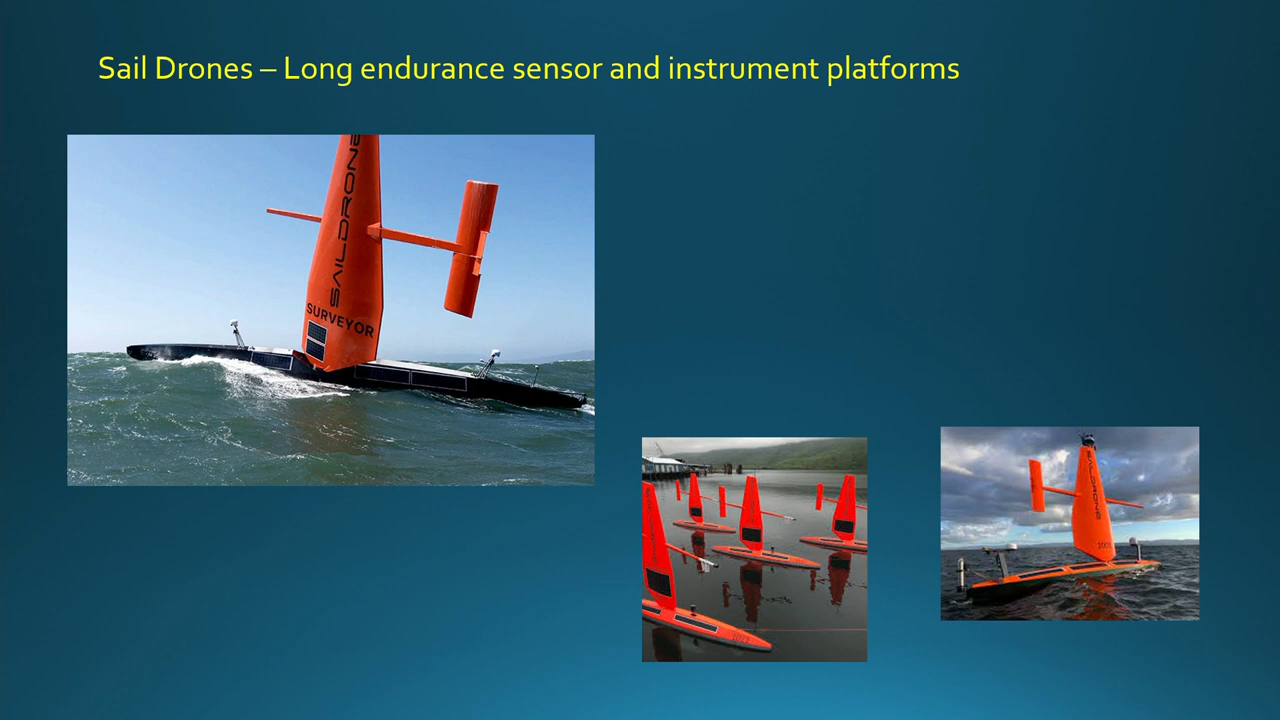 Sail Drones – Long endurance sensor and instrument platforms
SAILDRONE
SURVEYOR
SAILDRONE